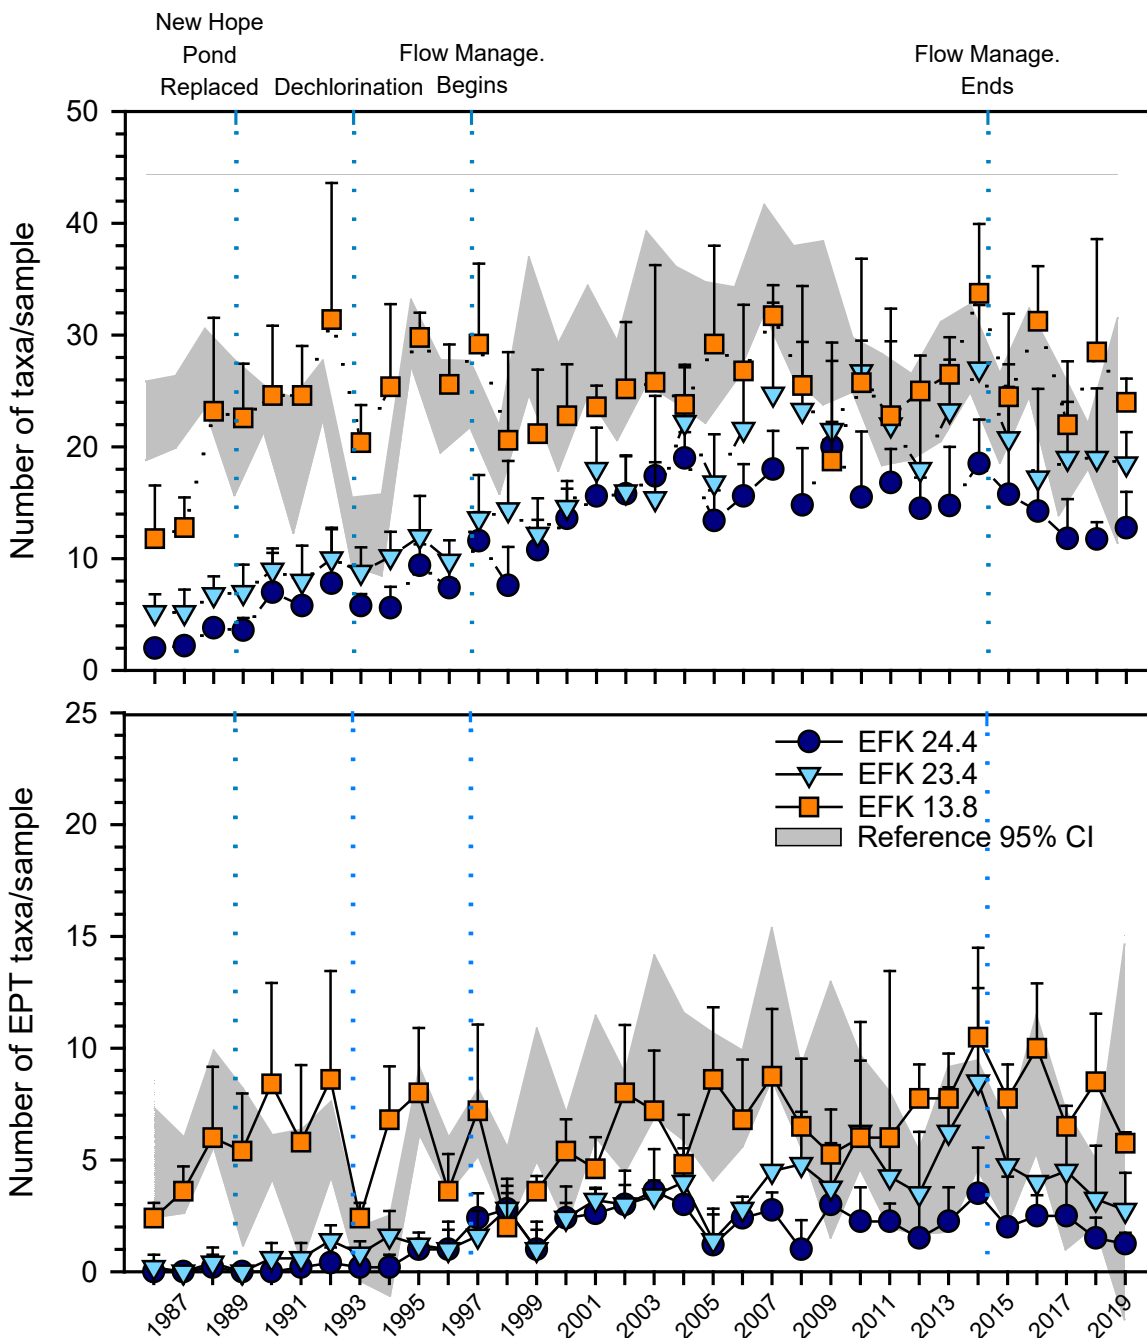 New Hope
Pond
Replaced
Dechlorination
Flow Manage.
Begins
Flow Manage.
Ends
Number of taxa/sample
50
40
30
20
10
0
Number of EPT taxa/sample
25
20
15
10
5
0
EFK 24.4
EFK 23.4
EFK 13.8
Reference 95% CI
1987
1989
1991
1993
1995
1997
1999
2001
2003
2005
2007
2009
2011
2013
2015
2017
2019